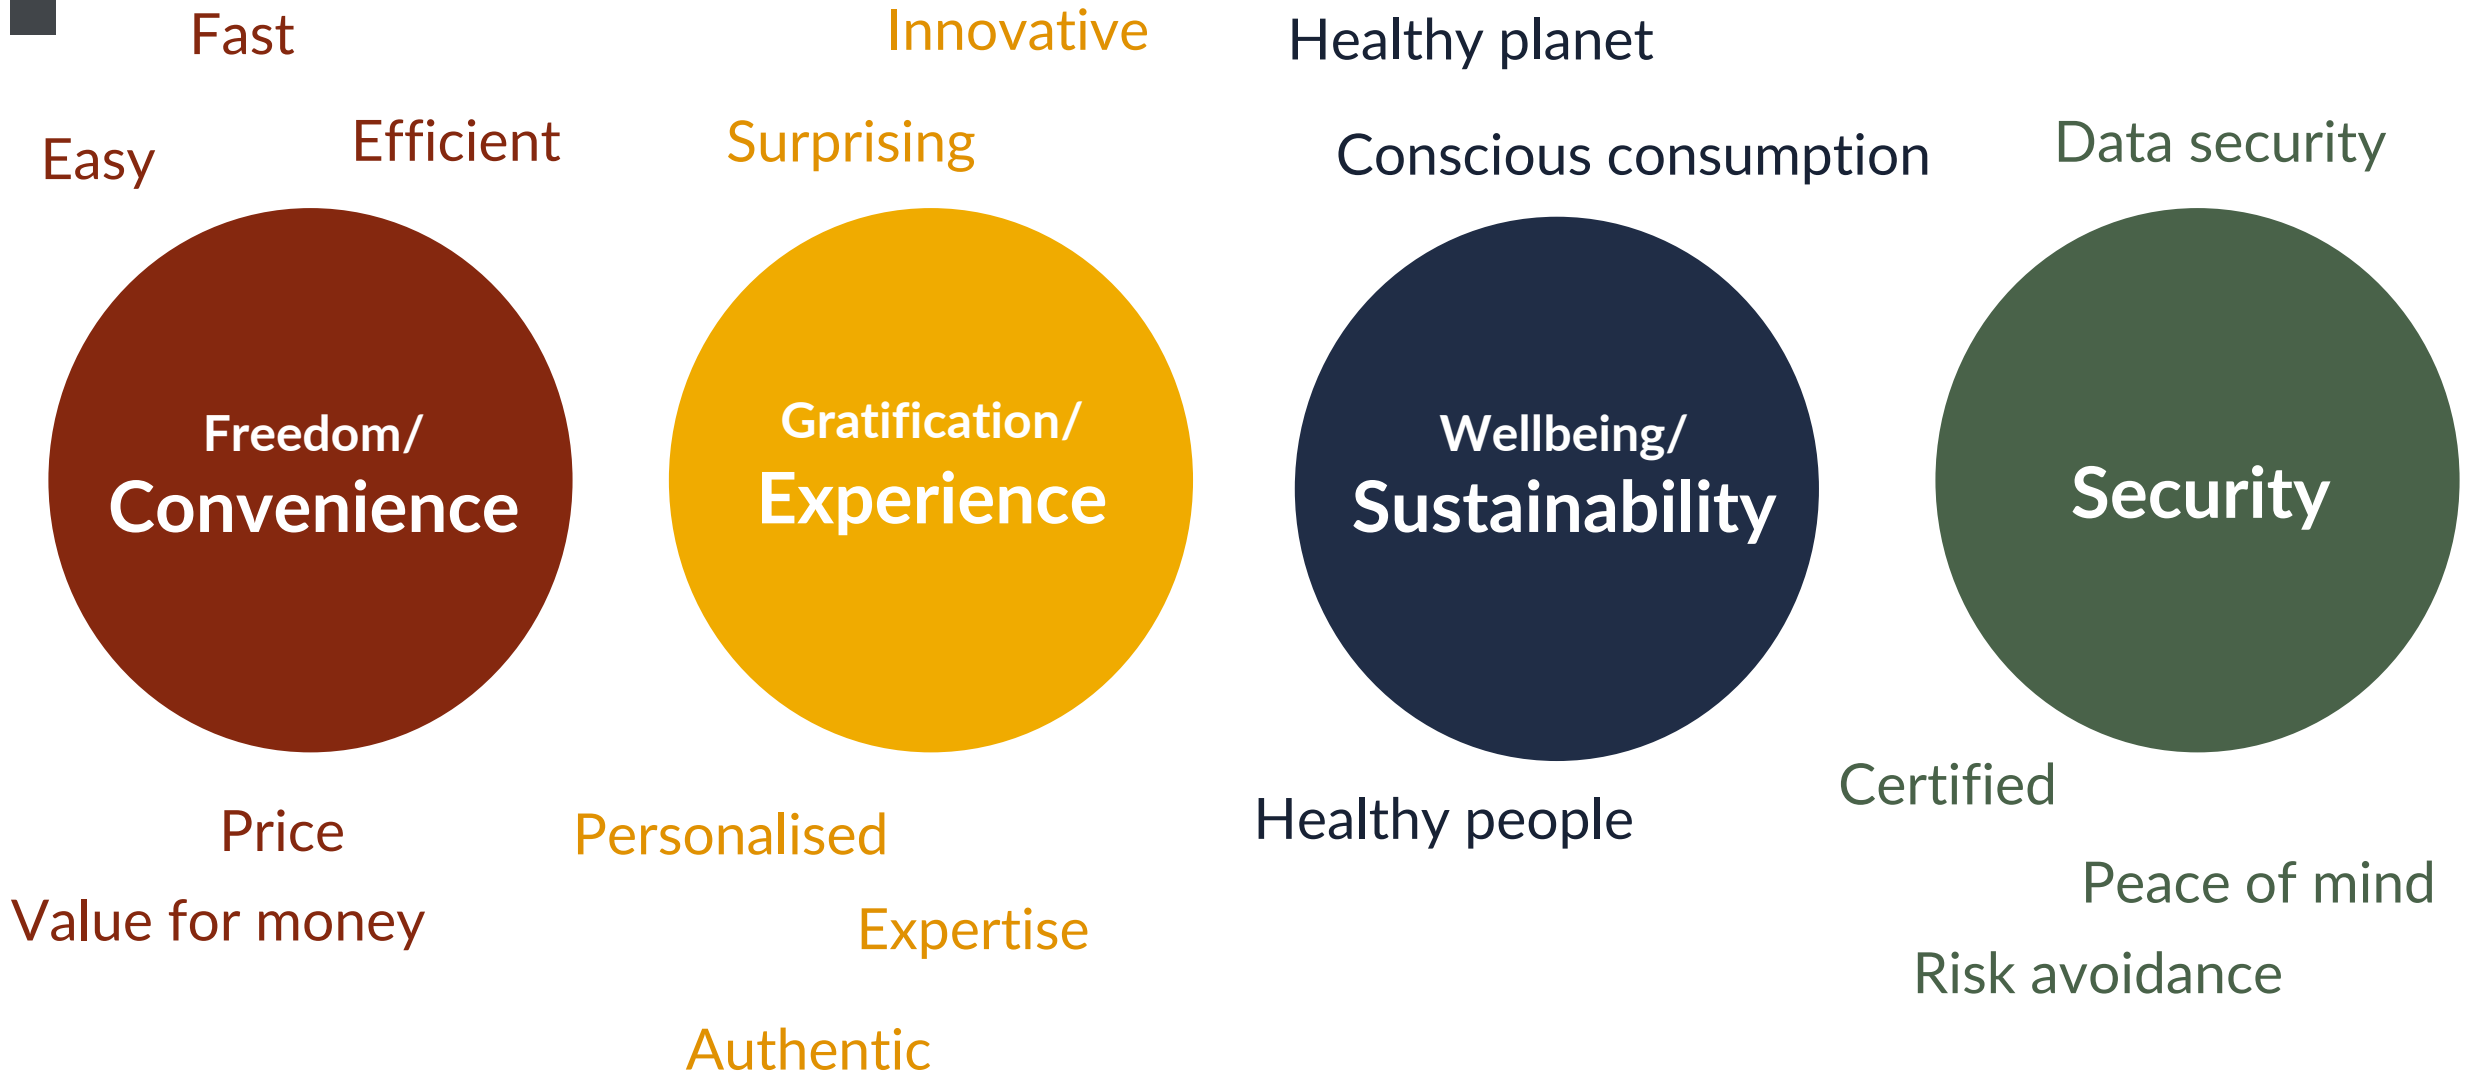 Fast
Easy
Efficient
Freedom/
Convenience
Price
Value for money
Innovative
Surprising
Gratification/
Experience
Personalised
Expertise
Authentic
Healthy planet
Conscious consumption
Wellbeing/
Sustainability
Healthy people
Data security
Security
Certified
Peace of mind
Risk avoidance